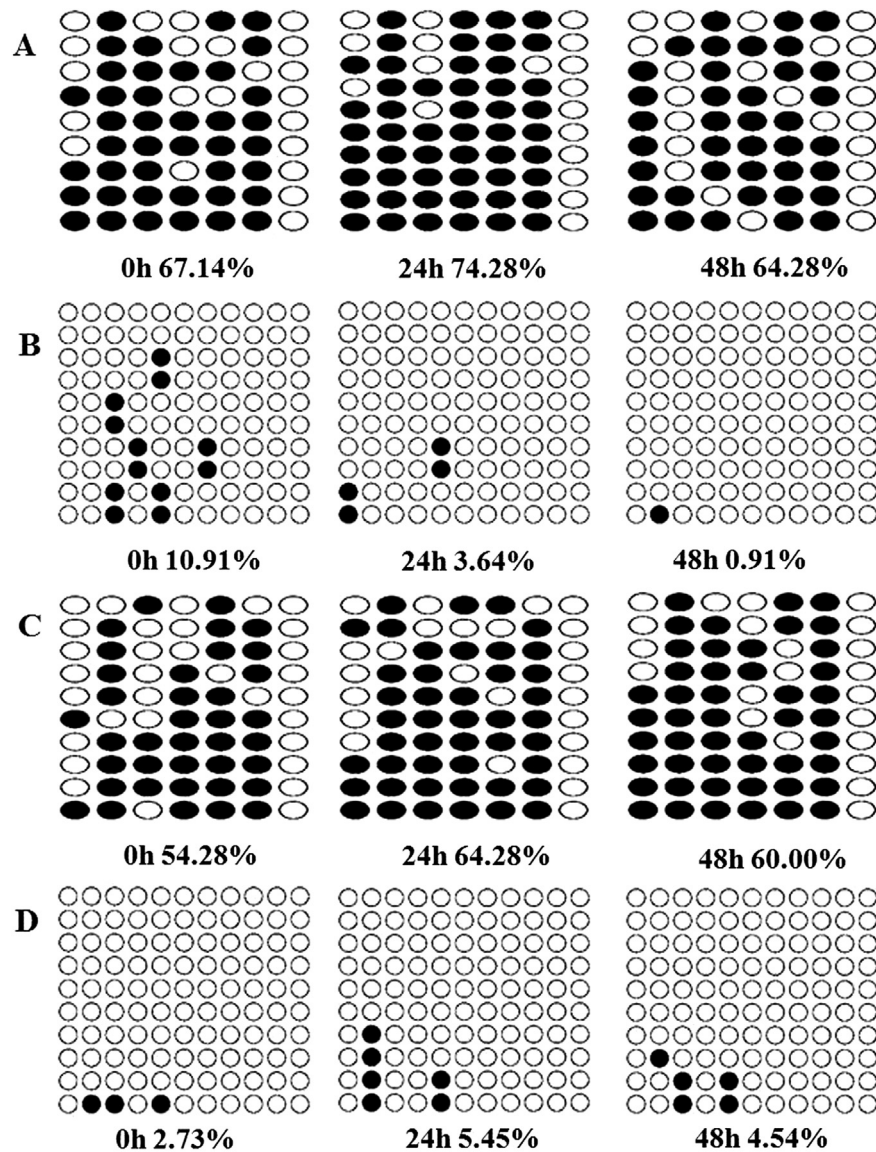 A
0h 67.14%
24h 74.28%
48h 64.28%
B
0h 10.91%
24h 3.64%
48h 0.91%
C
0h 54.28%
24h 64.28%
48h 60.00%
D
0h 2.73%
24h 5.45%
48h 4.54%